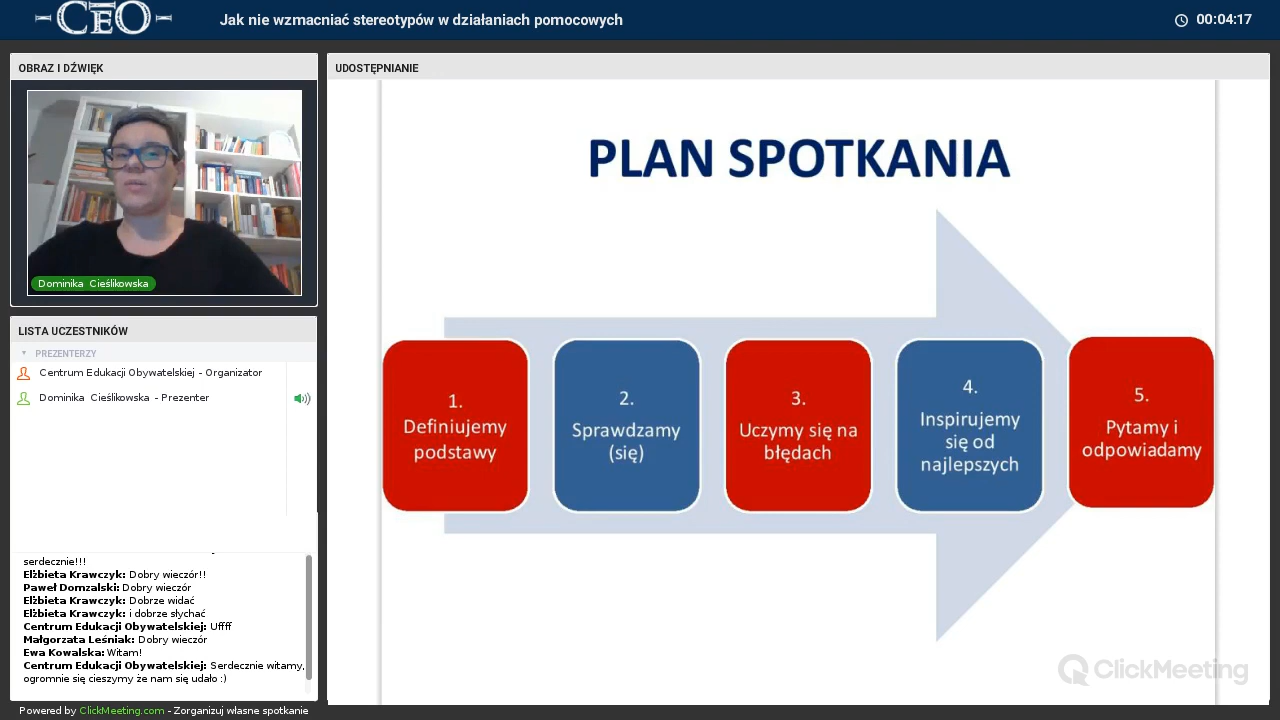 CEO
Jak nie wzmacniać stereotypów w działaniach pomocowych
00:04:17
OBRAZ I DŹWIĘK
Dominika Cieślikowska
LISTA UCZESTNIKÓW
PREZENTERZY
Centrum Edukacji Obywatelskiej - Organizator
Dominika Cieślikowska - Prezenter
serdecznie!!!
Elżbieta Krawczyk: Dobry wieczór!!
Paweł Domzalski: Dobry wieczór
Elżbieta Krawczyk: Dobrze widać
Elżbieta Krawczyk: i dobrze słychać
Centrum Edukacji Obywatelskiej: Uffff
Małgorzata Leśniak: Dobry wieczór
Ewa Kowalska: Witam!
Centrum Edukacji Obywatelskiej: Serdecznie witamy,
ogromnie się cieszymy że nam się udało :)
Powered by ClickMeeting.com - Zorganizuj własne spotkanie
UDOSTĘPNIANIE
PLAN SPOTKANIA
1.
Definiujemy
podstawy
2.
Sprawdzamy
(się)
3.
Uczymy się na
błędach
4.
Inspirujemy
się od
najlepszych
5.
Pytamy i
odpowiadamy
ClickMeeting